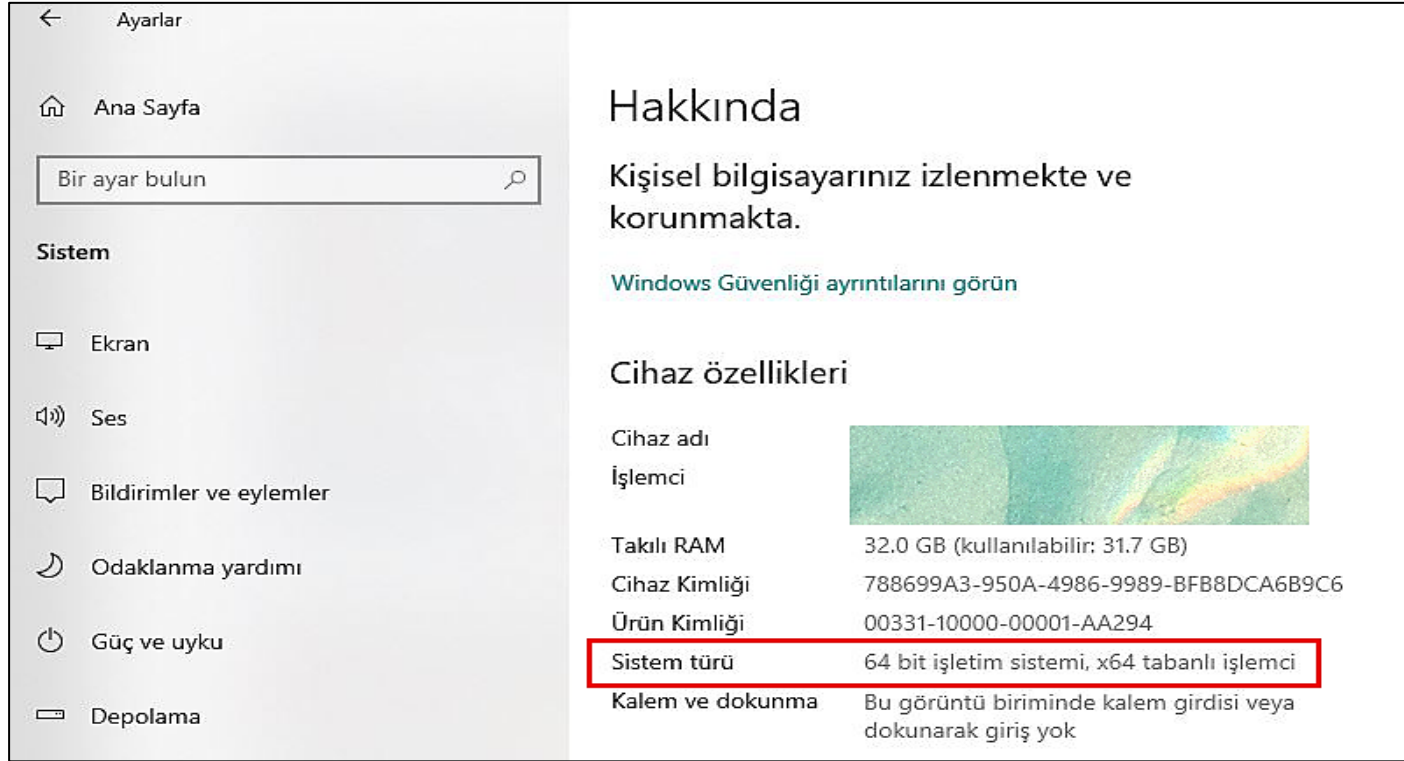 Ayarlar
Ana Sayfa
Bir ayar bulun
Sistem
Ekran
Ses
Bildirimler ve eylemler
Odaklanma yardımı
Güç ve uyku
Depolama
Hakkında
Kişisel bilgisayarınız izlenmekte ve
korunmakta.
Windows Güvenliği ayrıntılarını görün
Cihaz özellikleri
Cihaz adı
İşlemci
Takılı RAM 32.0 GB (kullanılabilir: 31.7 GB)
Cihaz Kimliği 788699A3-950A-4986-9989-BFB8DCA6B9C6
Ürün Kimliği 00331-10000-00001-AA294
Sistem türü 64 bit işletim sistemi, x64 tabanlı işlemci
Kalem ve dokunma Bu görüntü biriminde kalem girdisi veya
dokunarak giriş yok